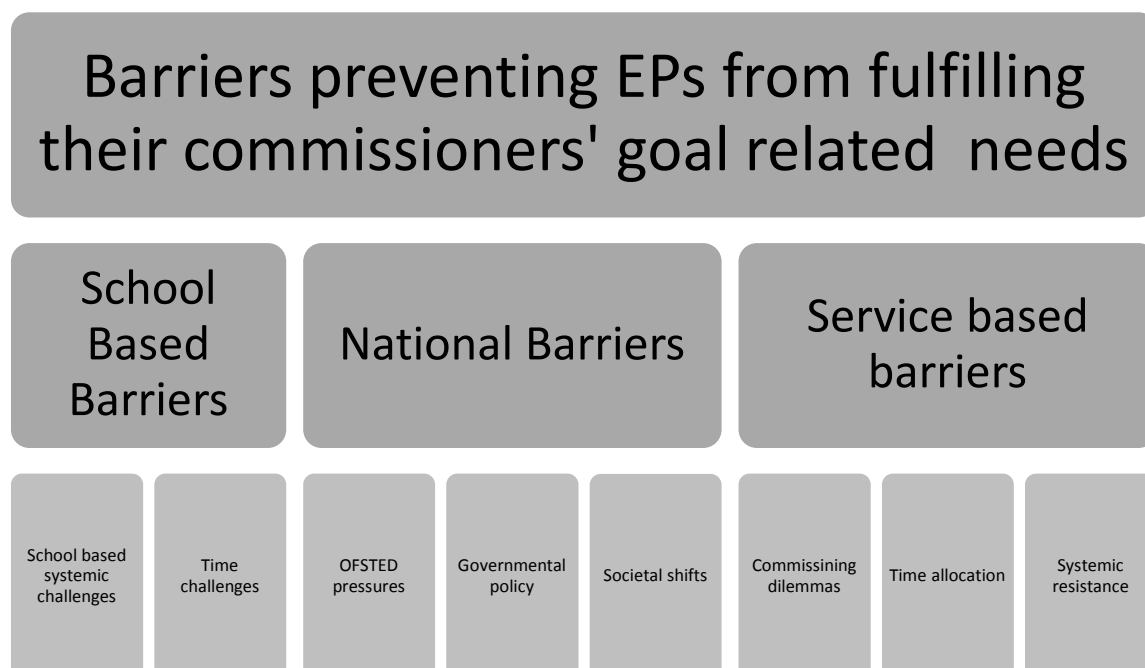 Barriers preventing EPs from fulfilling
their commissioners' goal related  needs
School
Based
Barriers
National Barriers
Service based
barriers
School based
systemic
challenges
Time
challenges
OFSTED
pressures
Governmental
policy
Societal shifts
Commissining
dilemmas
Time allocation
Systemic
resistance